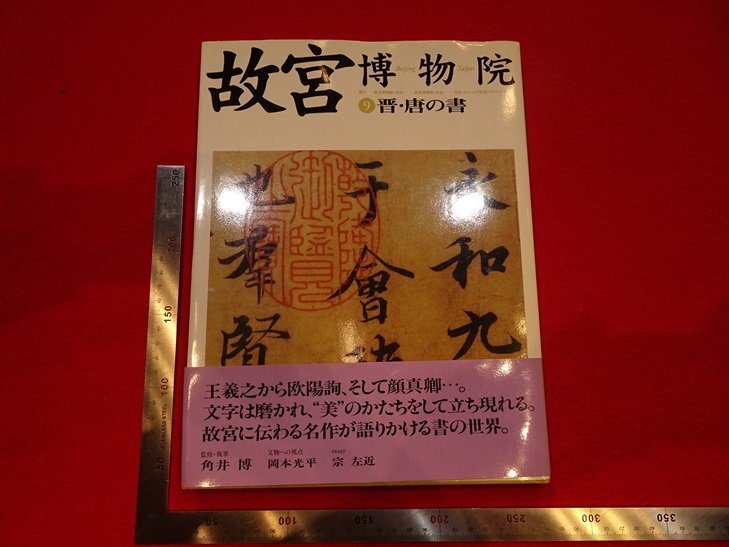 故宮博物院
Beijing Taipei
9 晋・唐の書
永和九
于會
也羣賢
王羲之から欧陽詢、そして顔真卿…。
文字は磨かれ、“美”のかたちをして立ち現れる。
故宮に伝わる名作が語りかける書の世界。
監修・執筆 文物への視点 essay
角井 博 岡本光平 宗 左近
250
200
150
100
50
STAINLESS STEEL
50 100 150 200 250 300 350